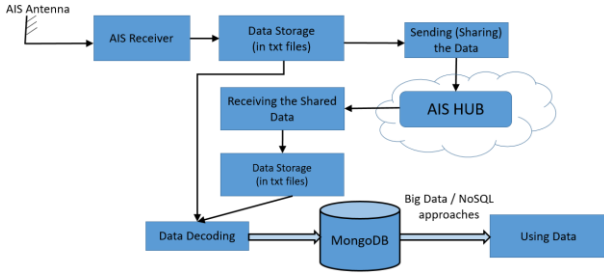 AIS Antenna
AIS Receiver
Data Storage
(in txt files)
Sending (Sharing)
the Data
AIS HUB
Receiving the Shared
Data
Data Storage
(in txt files)
Data Decoding
MongoDB
Big Data / NoSQL
approaches
Using Data